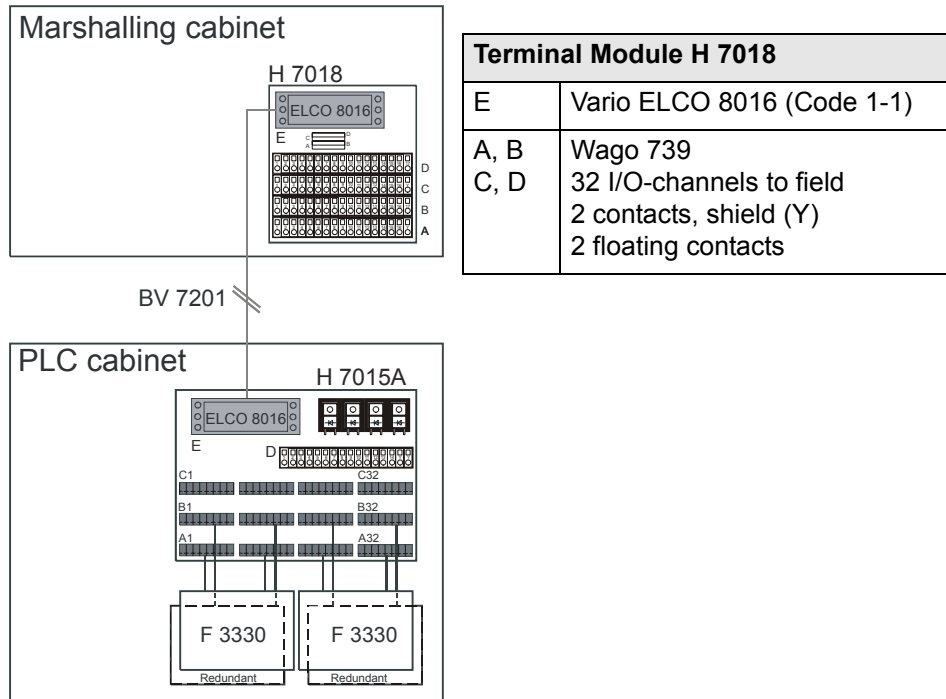 Marshalling cabinet
H 7018
ELCO 8016
E
C D
A B
D
C
B
A
BV 7201
PLC cabinet
H 7015A
ELCO 8016
E
D
C1 C32
B1 B32
A1 A32
F 3330 F 3330
Redundant Redundant
Terminal Module H 7018
E Vario ELCO 8016 (Code 1-1)
A, B Wago 739
C, D 32 I/O-channels to field
2 contacts, shield (Y)
2 floating contacts